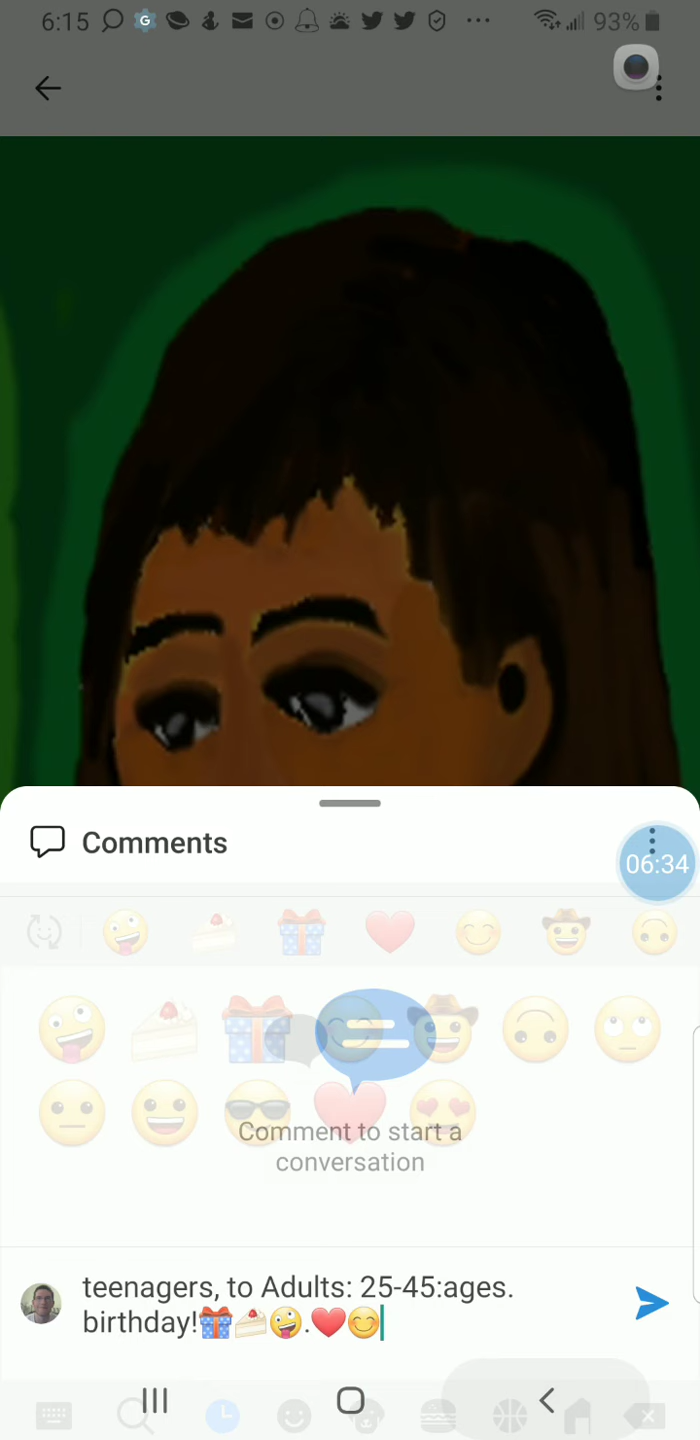 6:15
93%
Comments
06:34
Comment to start a
conversation
teenagers, to Adults: 25-45:ages.
birthday!🎁🍰🤪.❤️😊